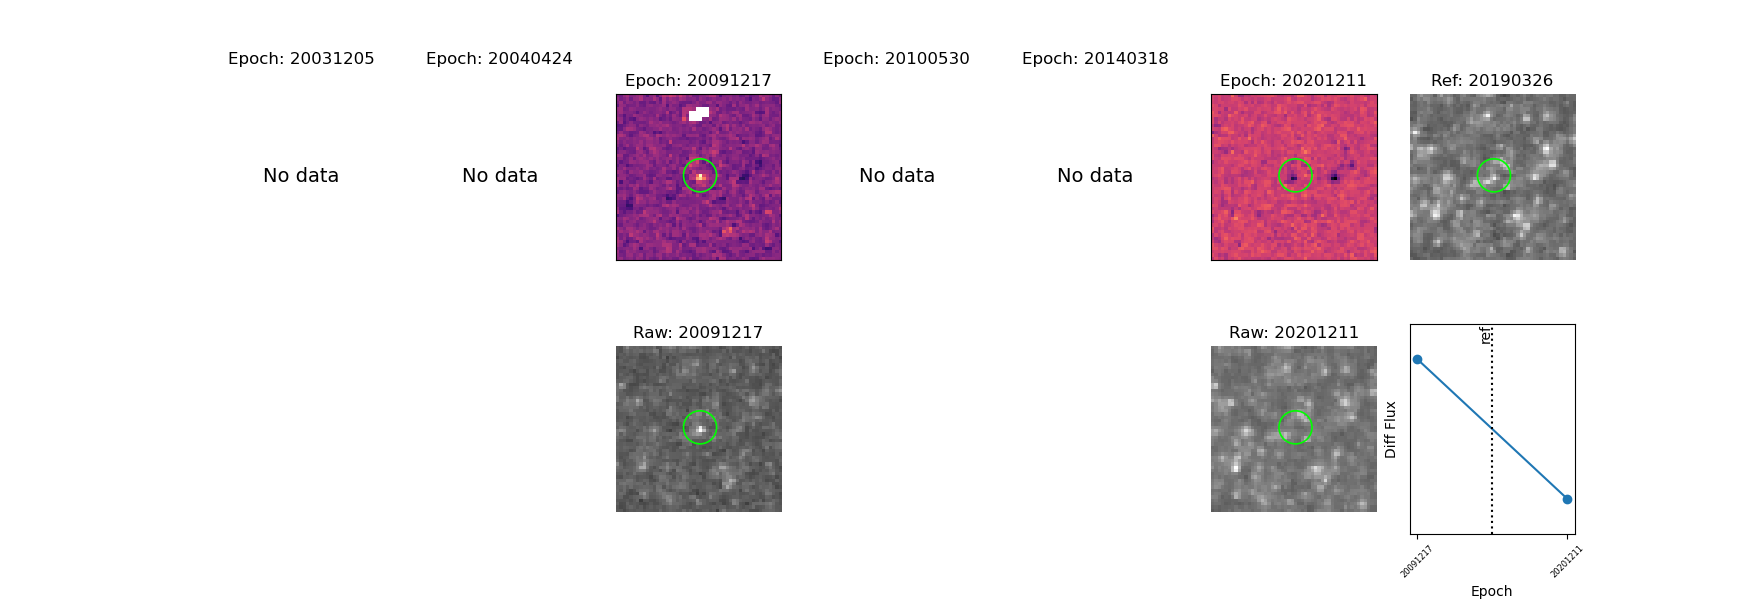 Epoch: 20031205
Epoch: 20040424
Epoch: 20091217
Epoch: 20100530
Epoch: 20140318
Epoch: 20201211
Ref: 20190326
No data
No data
No data
No data
Raw: 20091217
Raw: 20201211
ref
Diff Flux
20091217
20201211
Epoch